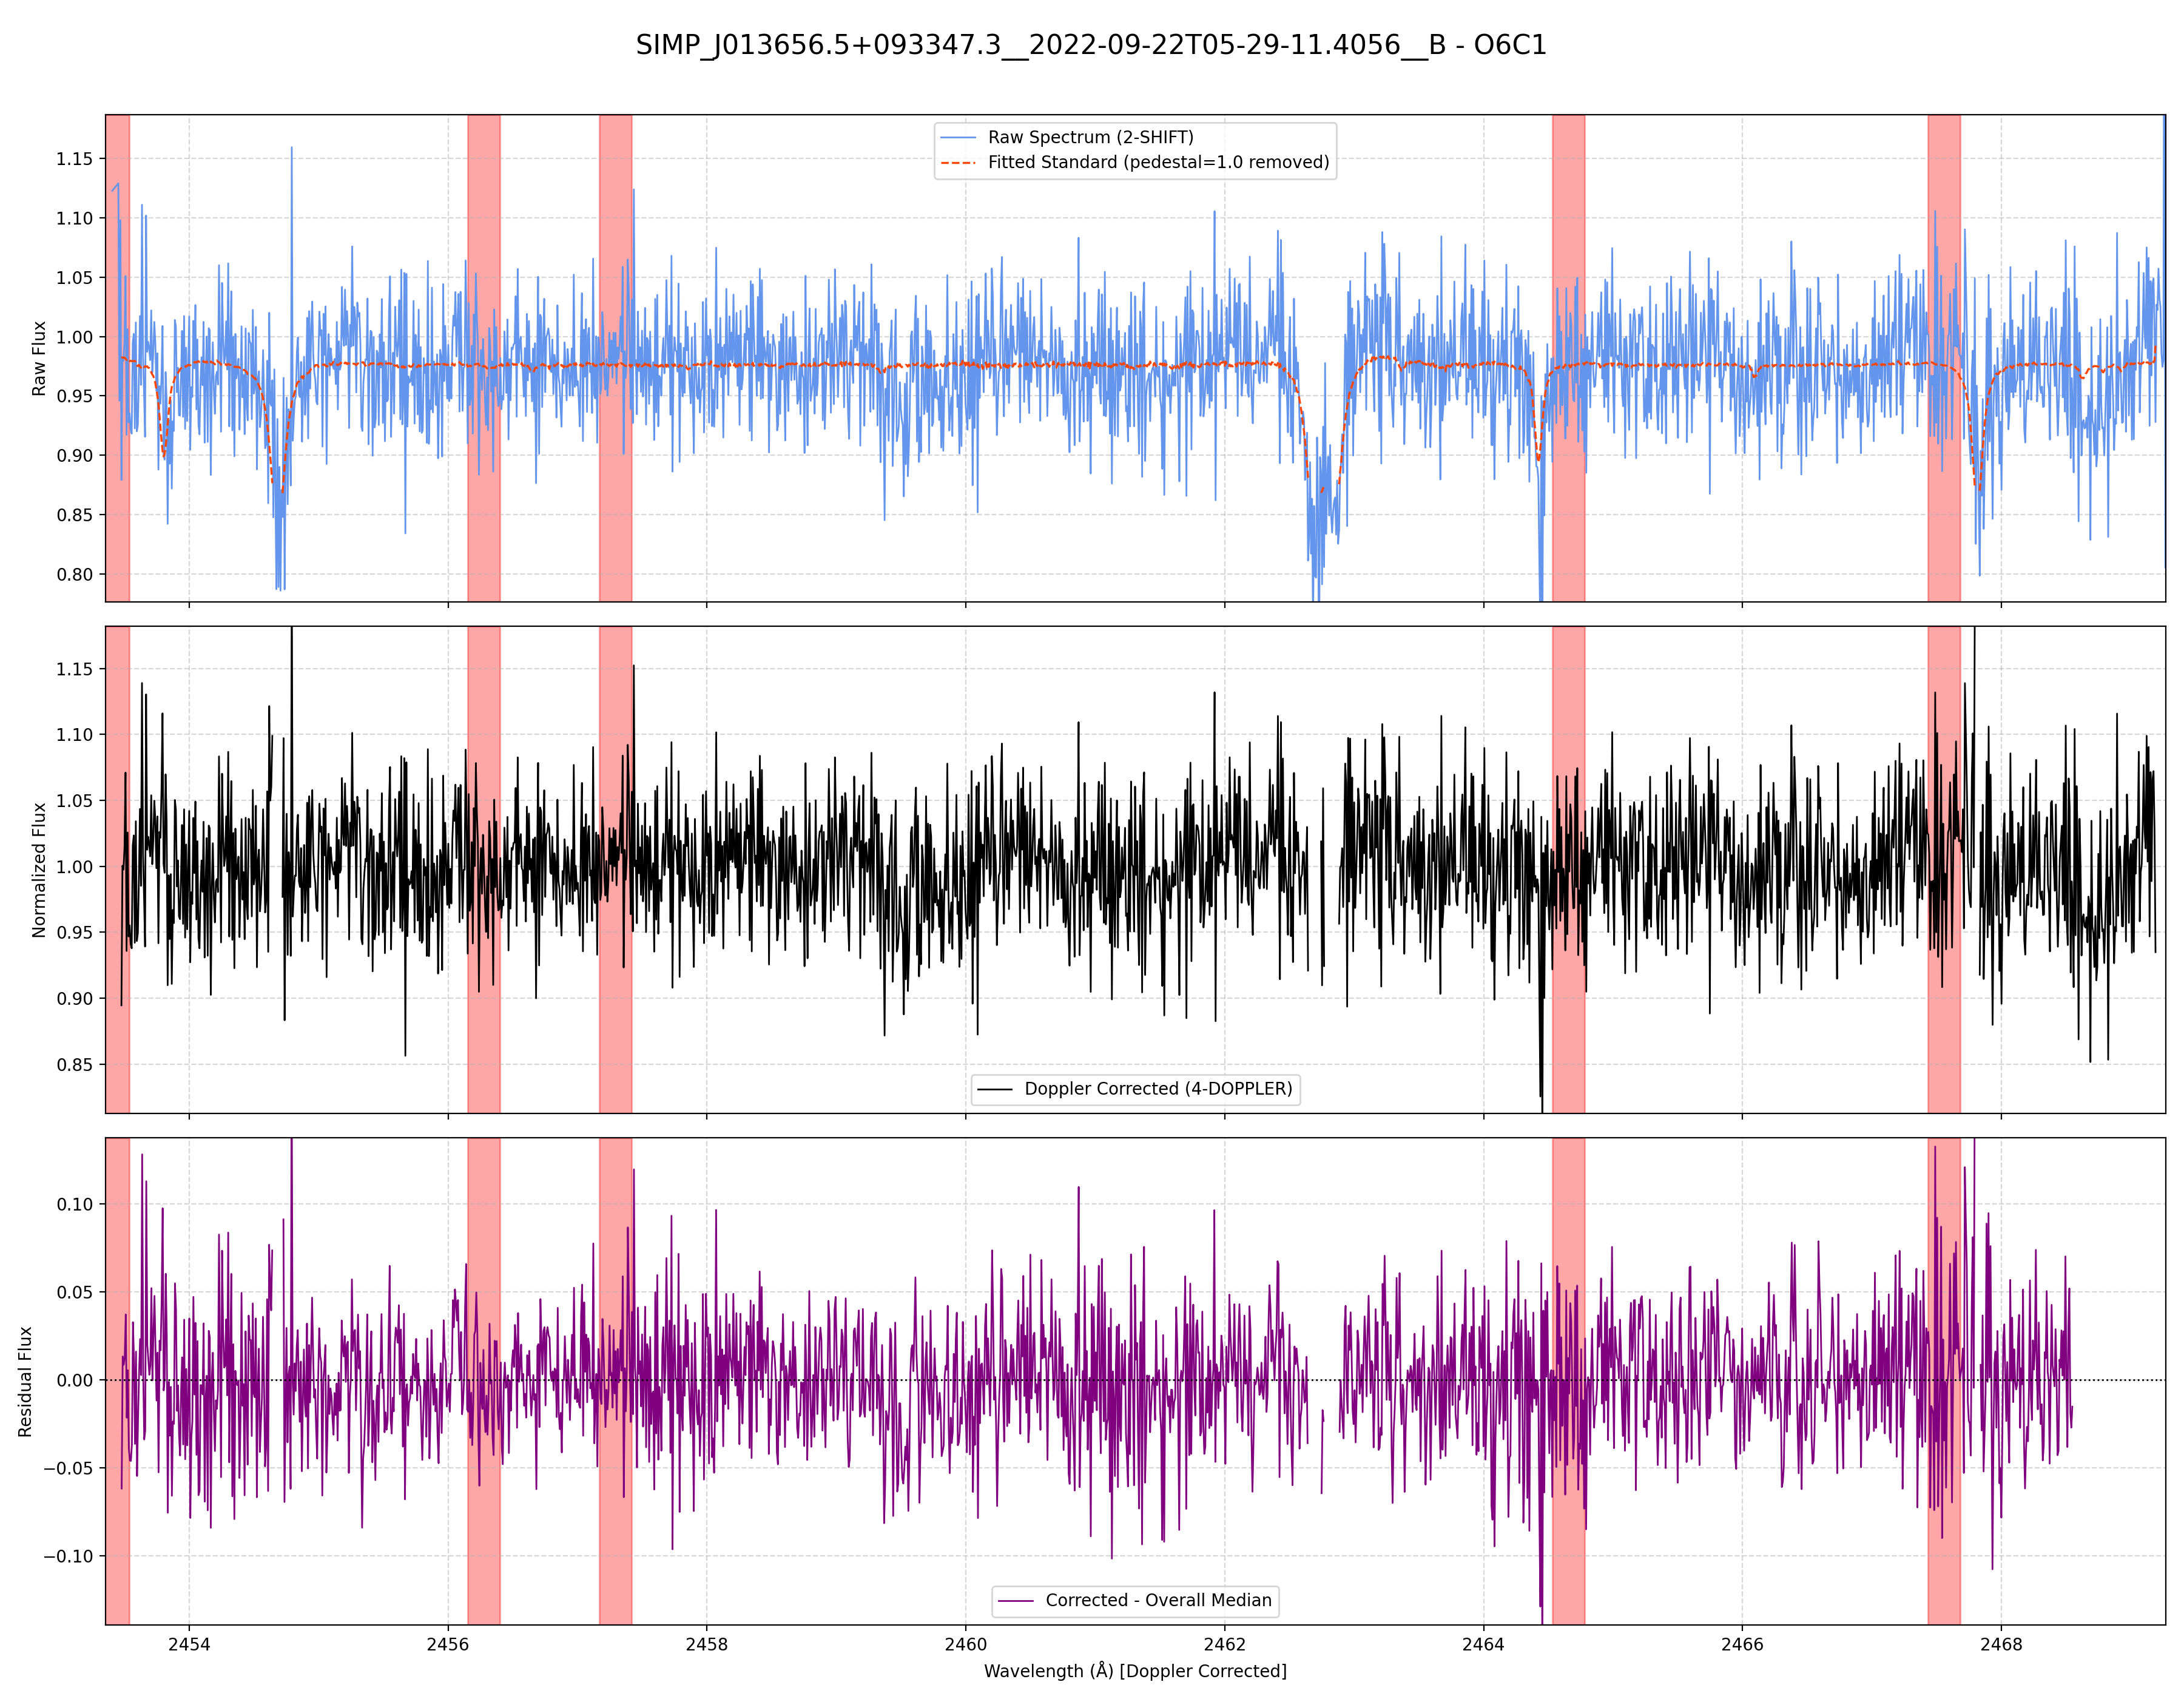 SIMP_J013656.5+093347.3__2022-09-22T05-29-11.4056__B - O6C1
Raw Flux
1.15
1.10
1.05
1.00
0.95
0.90
0.85
0.80
Raw Spectrum (2-SHIFT)
Fitted Standard (pedestal=1.0 removed)
Normalized Flux
1.15
1.10
1.05
1.00
0.95
0.90
0.85
Doppler Corrected (4-DOPPLER)
Residual Flux
0.10
0.05
0.00
−0.05
−0.10
Corrected - Overall Median
2454 2456 2458 2460 2462 2464 2466 2468
Wavelength (Å) [Doppler Corrected]